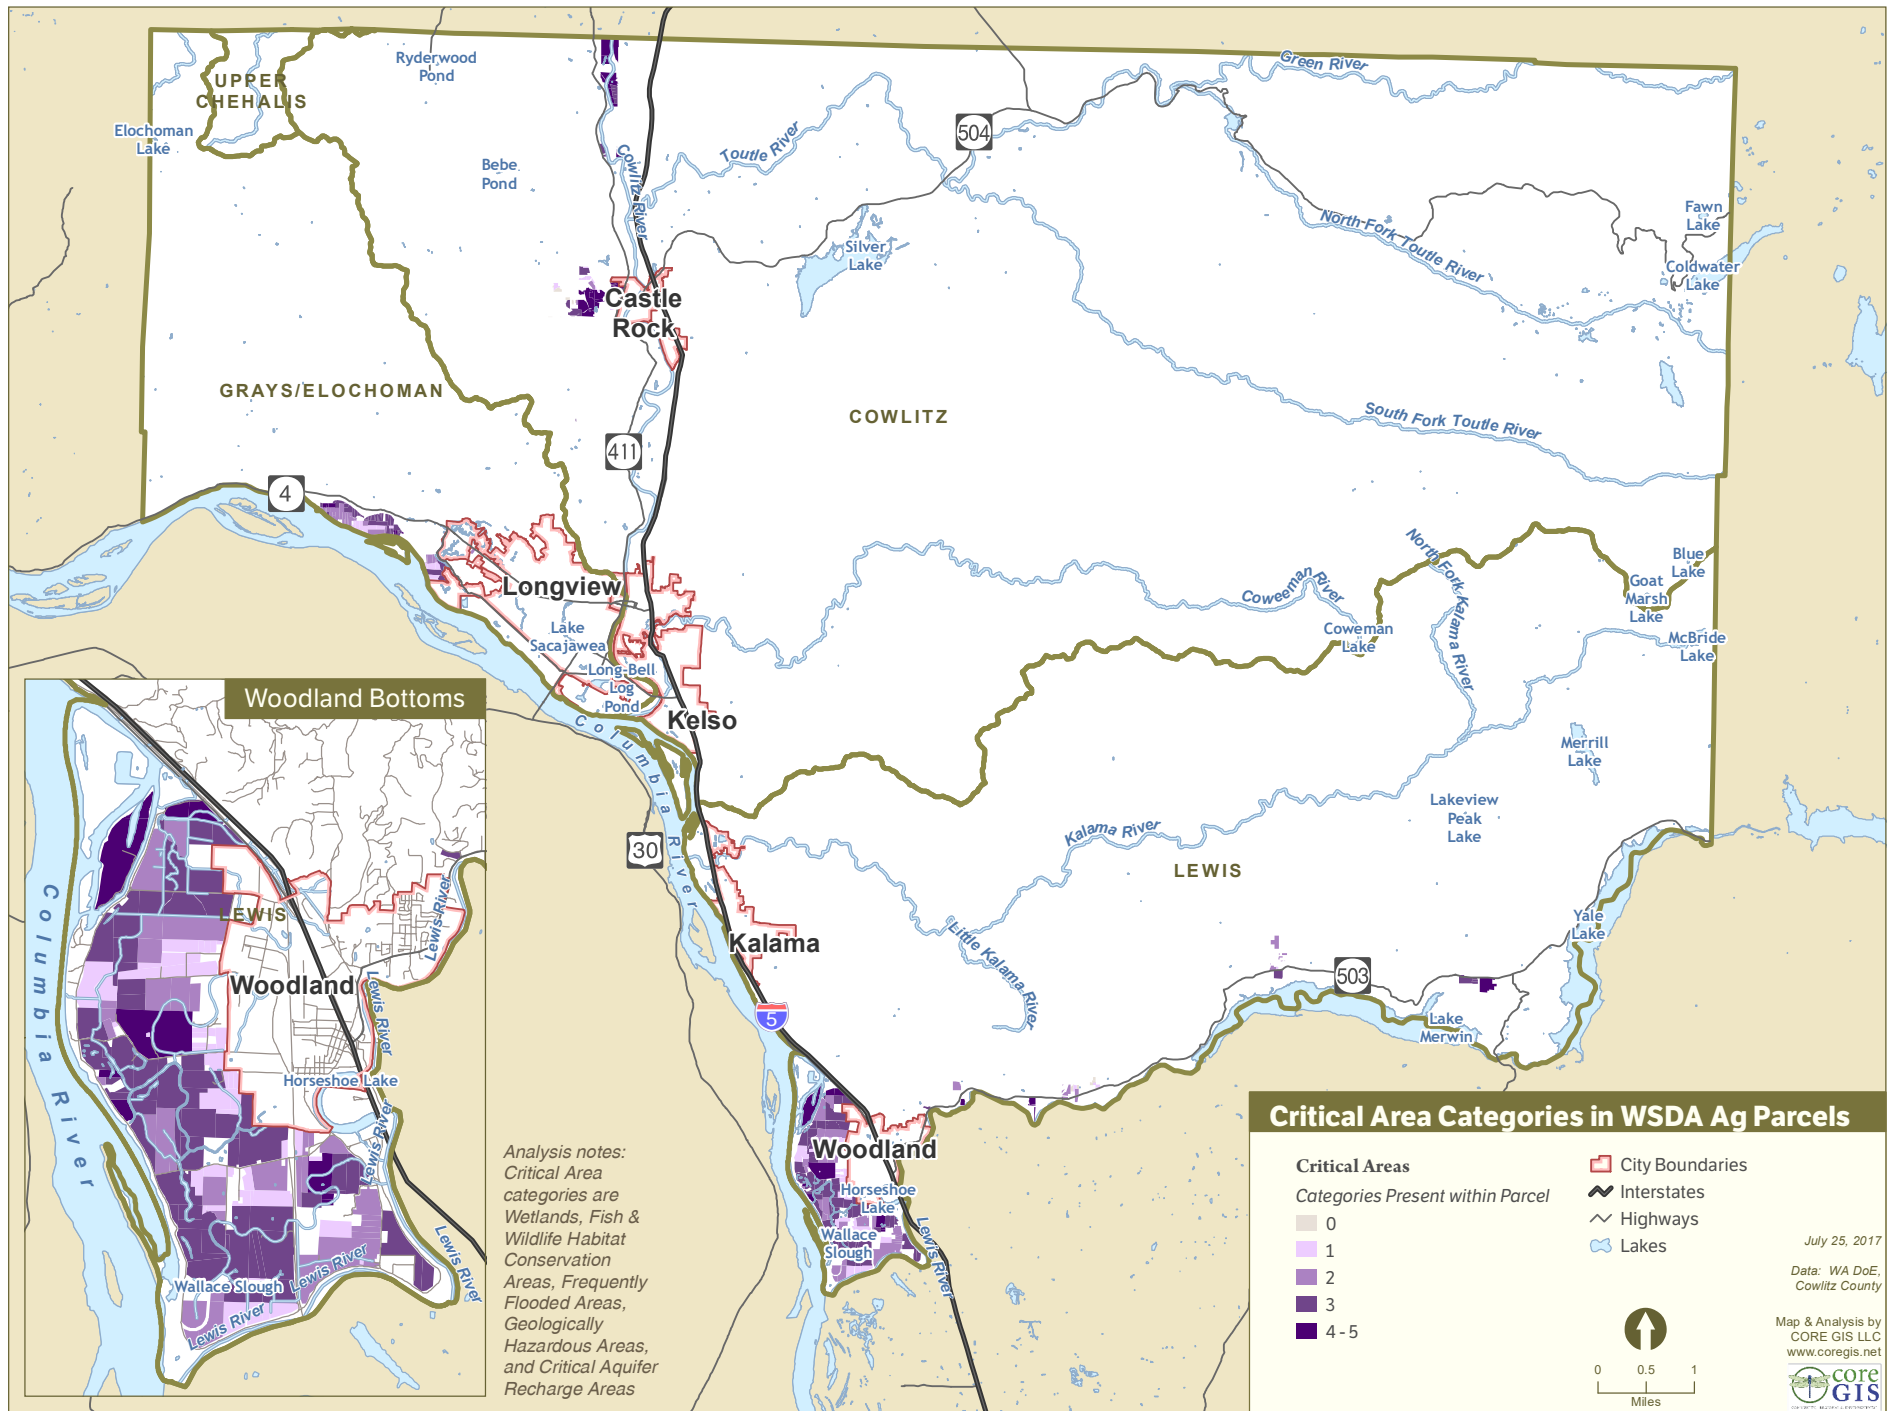 Ryderwood
Pond
UPPER
CHEHALIS
Elochoman
Lake
Bebe
Pond
Cowlitz River
Toutle River
504
Green River
North Fork Toutle River
Fawn
Lake
Coldwater
Lake
Silver
Lake
Castle
Rock
GRAYS/ELOCHOMAN
COWLITZ
South Fork Toutle River
411
4
Longview
Lake
Sacajawea
Long-Bell
Log
Pond
Kelso
Columbia River
Coweeman River
Coweman
Lake
North Fork Kalama River
Blue
Lake
Goat
Marsh
Lake
McBride
Lake
Merrill
Lake
Lakeview
Peak
Lake
Kalama River
LEWIS
30
Kalama
Little Kalama River
5
503
Yale
Lake
Lake
Merwin
Woodland
Horseshoe
Lake
Wallace
Slough
Lewis River
Woodland Bottoms
Columbia River
LEWIS
Lewis River
Woodland
Lewis River
Horseshoe Lake
Lewis River
Wallace Slough
Lewis River
Lewis River
Lewis River
Analysis notes:
Critical Area
categories are
Wetlands, Fish &
Wildlife Habitat
Conservation
Areas, Frequently
Flooded Areas,
Geologically
Hazardous Areas,
and Critical Aquifer
Recharge Areas
Critical Area Categories in WSDA Ag Parcels
Critical Areas
Categories Present within Parcel
0
1
2
3
4 - 5
City Boundaries
Interstates
Highways
Lakes
July 25, 2017
Data: WA DoE,
Cowlitz County
Map & Analysis by
CORE GIS LLC
www.coregis.net
0 0.5 1
Miles
core
GIS